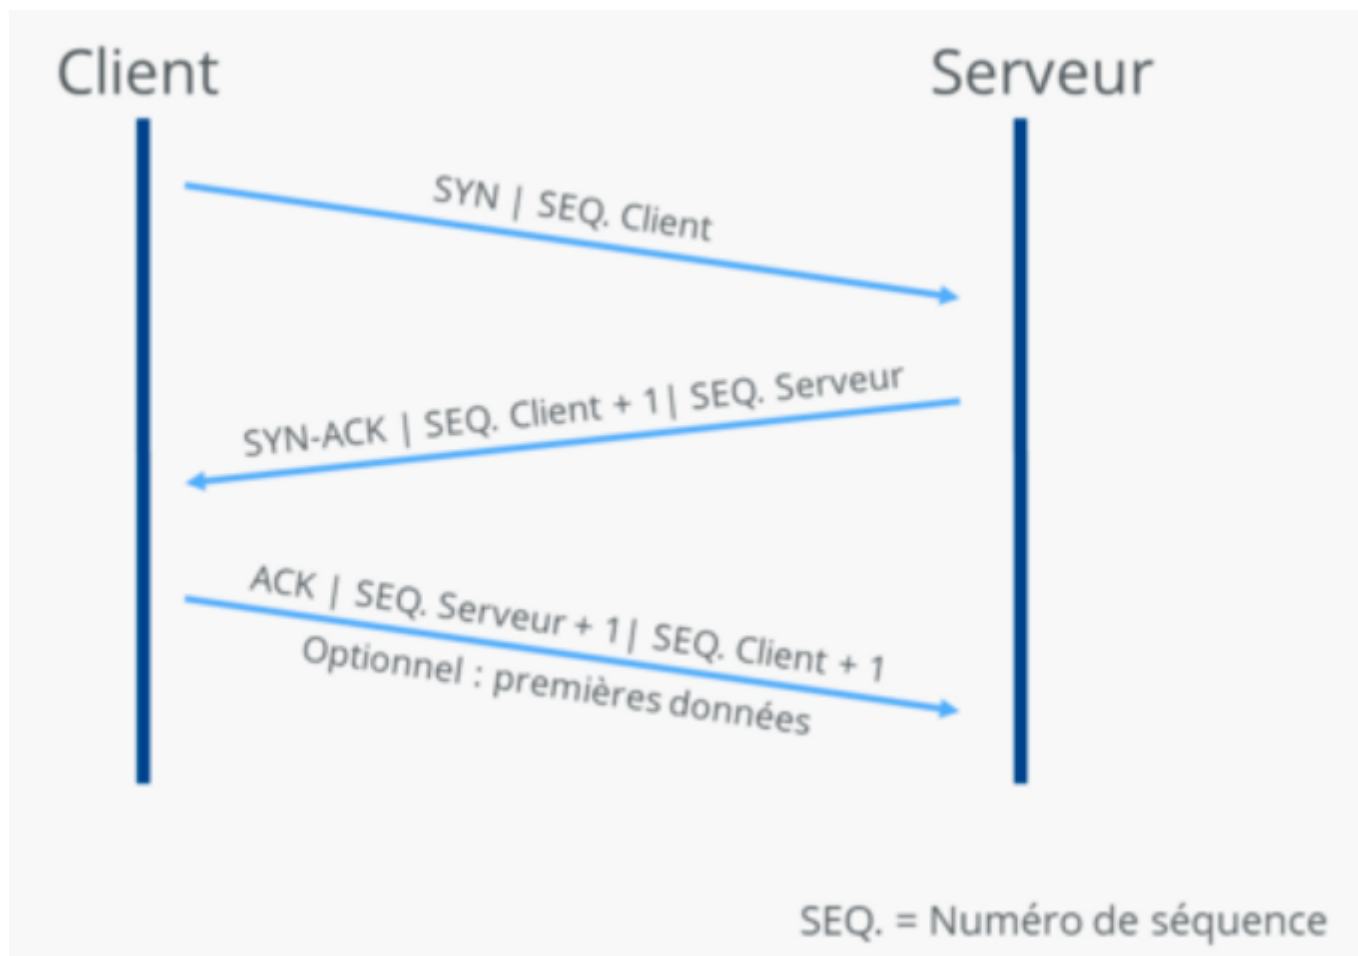 Client
Serveur
SYN | SEQ. Client
SYN-ACK | SEQ. Client + 1| SEQ. Serveur
ACK | SEQ. Serveur + 1| SEQ. Client + 1
Optionnel : premières données
SEQ. = Numéro de séquence